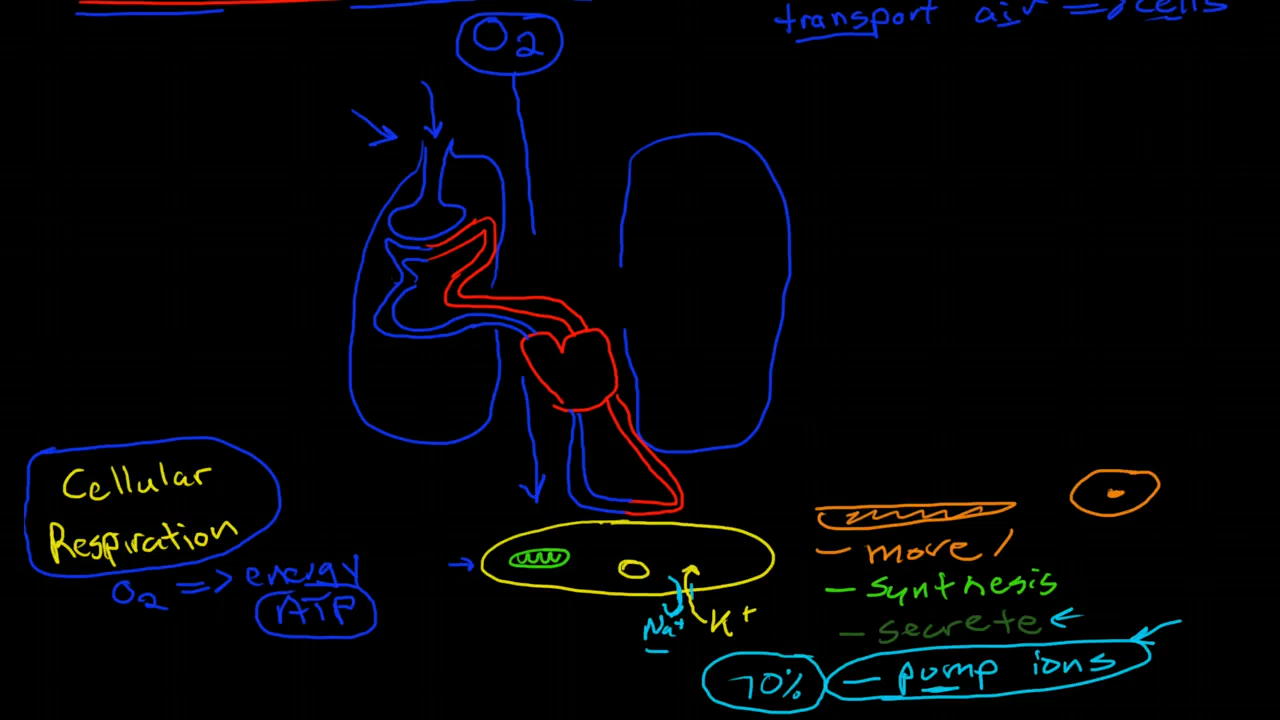 transport air => cells
O2
Cellular
Respiration
O2 => energy
ATP
Na+
K+
- move /
- synthesis
- secrete
70%
- pump ions